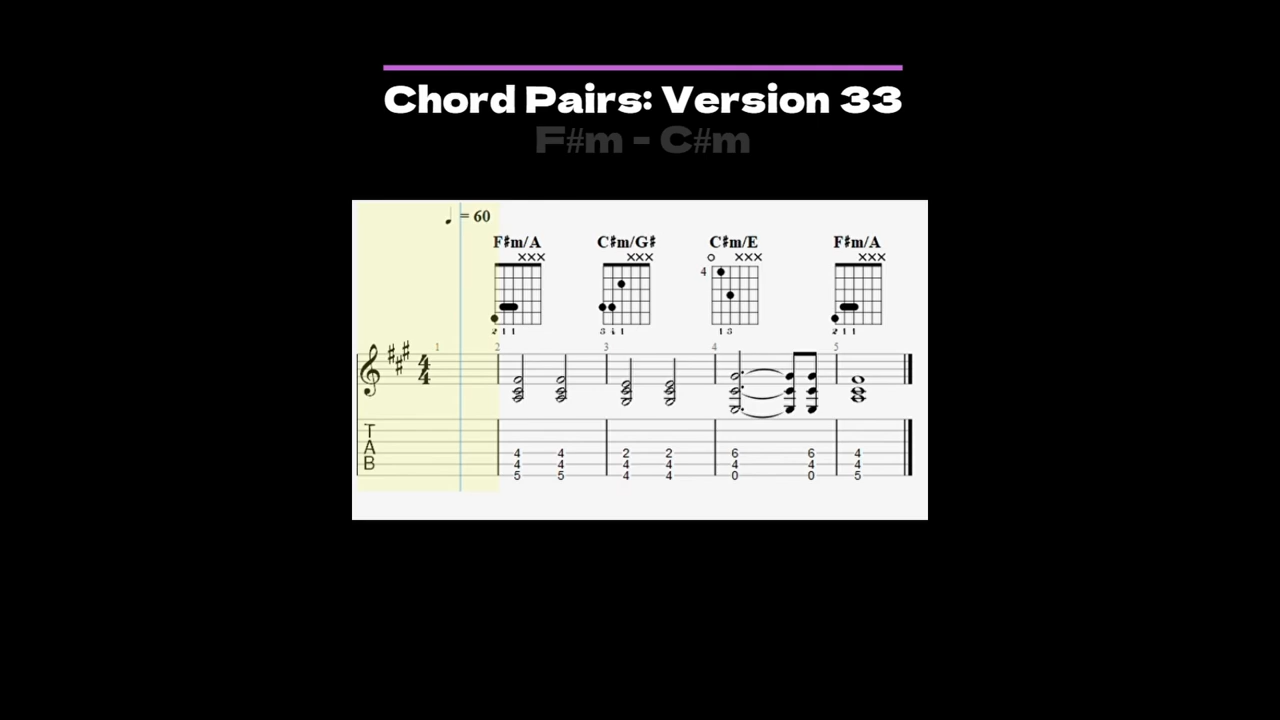 Chord Pairs: Version 33
F#m - C#m
♩ = 60
F♯m/A C♯m/G♯ C♯m/E F♯m/A
××× ××× o ××× ×××
4
2 1 1 3 4 1 1 3 2 1 1
1 2 3 4 5
4
4
T
A 4 4 2 2 6 6 4
B 4 4 4 4 4 4 4
5 5 4 4 0 0 5